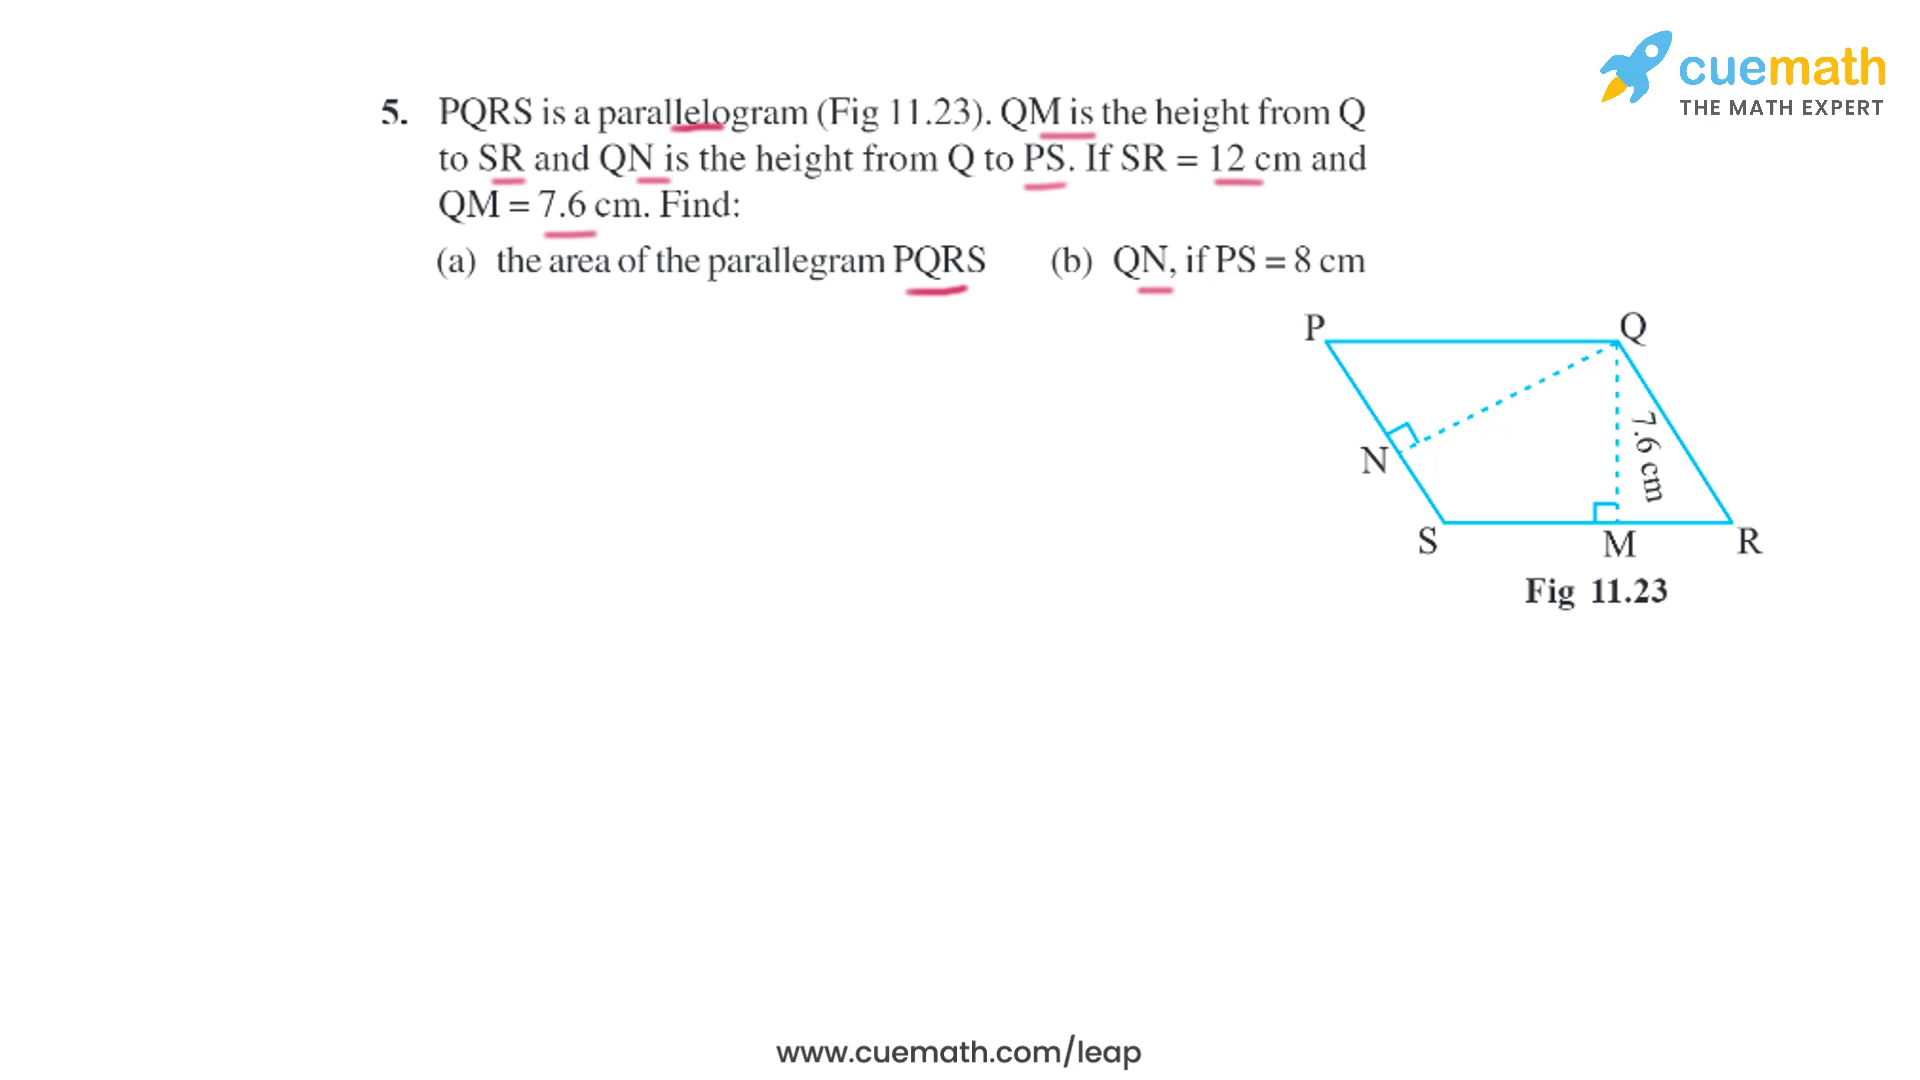 cuemath
THE MATH EXPERT
5. PQRS is a parallelogram (Fig 11.23). QM is the height from Q
to SR and QN is the height from Q to PS. If SR = 12 cm and
QM = 7.6 cm. Find:
(a) the area of the parallegram PQRS (b) QN, if PS = 8 cm
P Q
7.6 cm
N
S M R
Fig 11.23
www.cuemath.com/leap